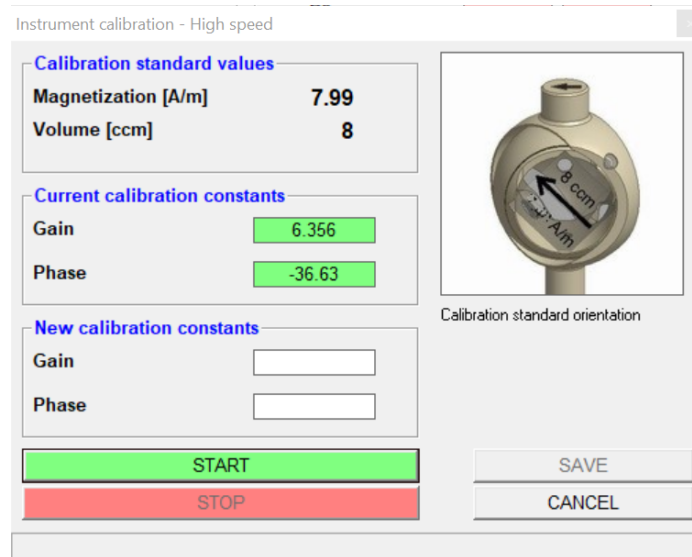 Instrument calibration - High speed
Calibration standard values
Magnetization [A/m] 7.99
Volume [ccm] 8
Current calibration constants
Gain 6.356
Phase -36.63
New calibration constants
Gain
Phase
8 ccm
A/m
Calibration standard orientation
START
SAVE
STOP
CANCEL